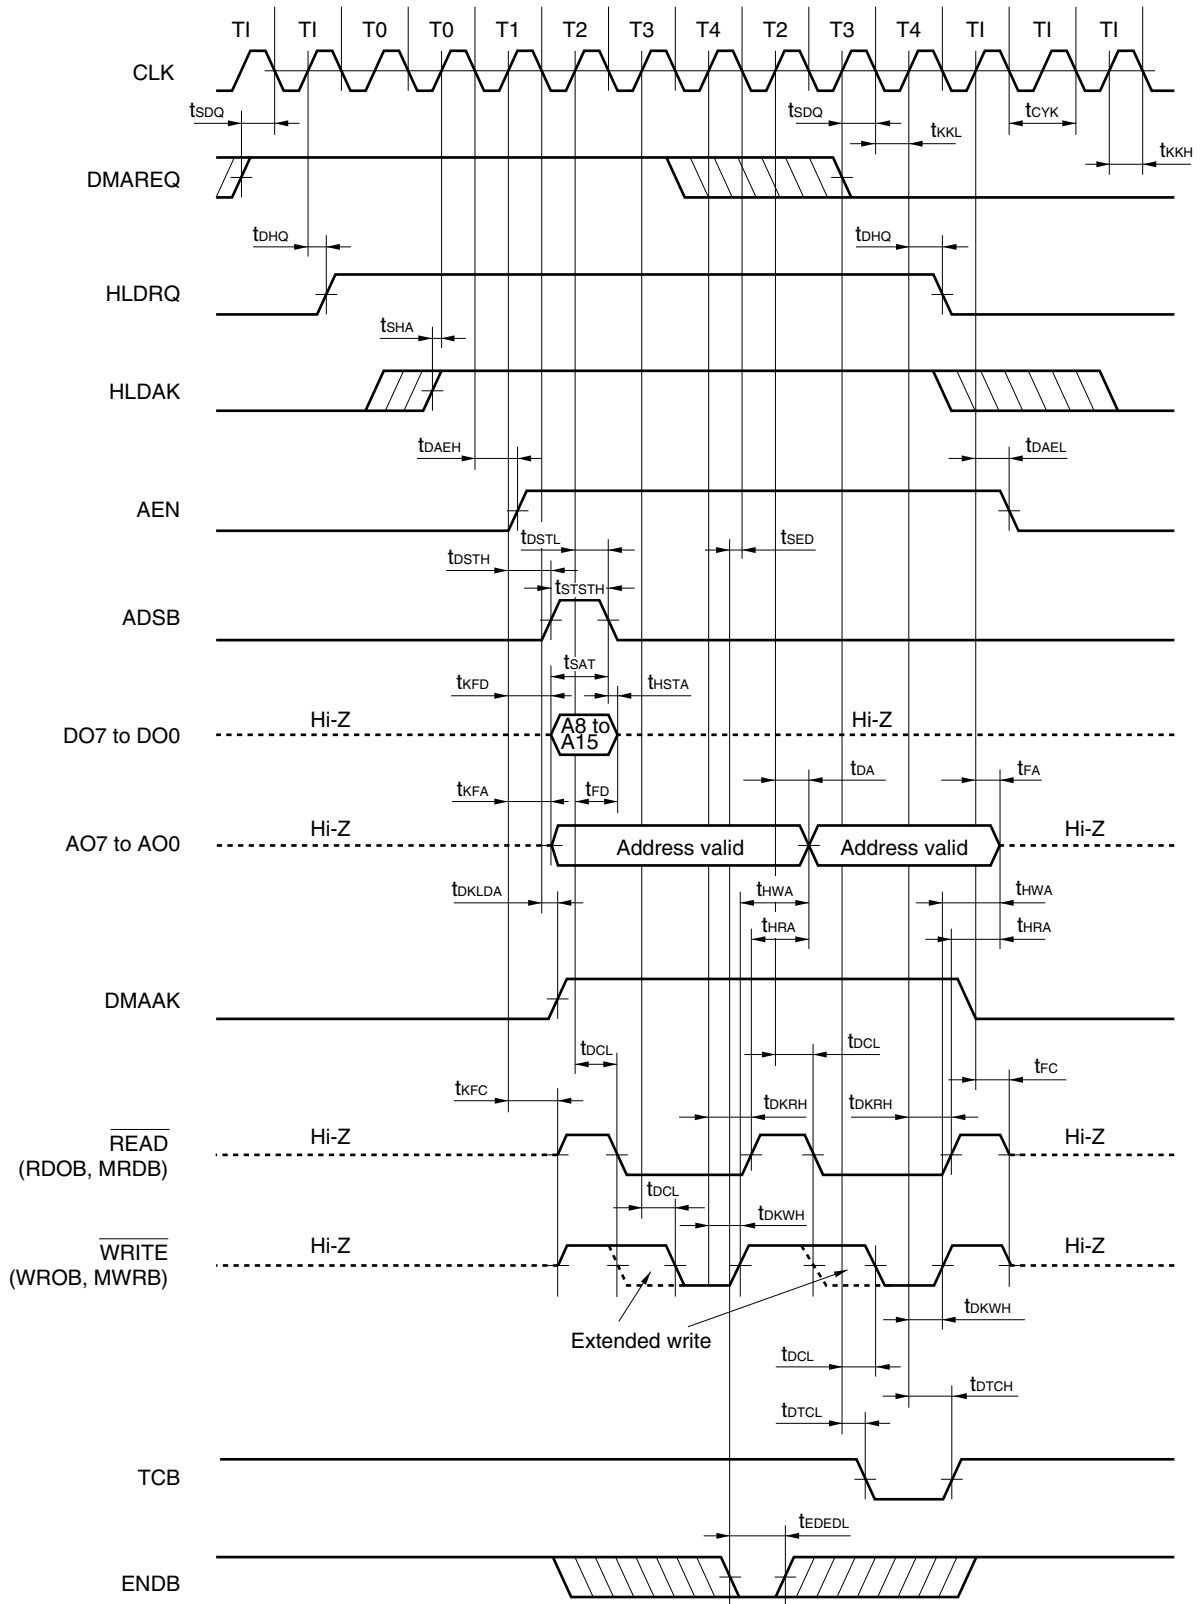 TI TI T0 T0 T1 T2 T3 T4 T2 T3 T4 TI TI TI
CLK
tSDQ tSDQ tCYK
tKKL
tKKH
DMAREQ
tDHQ tDHQ
HLDRQ
tSHA
HLDAK
tDAEH tDAEL
AEN
tDSTL tSED
tDSTH
tSTSTH
ADSB
tSAT
tKFD tHSTA
Hi-Z Hi-Z
DO7 to DO0 A8 to
A15
tDA tFA
tKFA tFD
Hi-Z Hi-Z
AO7 to AO0 Address valid Address valid
tDKLDA tHWA tHWA
tHRA tHRA
DMAAK
tDCL tDCL
tKFC tFC
tDKRH tDKRH
READ Hi-Z Hi-Z
(RDOB, MRDB)
tDCL
tDKWH
WRITE Hi-Z Hi-Z
(WROB, MWRB)
tDKWH
Extended write
tDCL
tDTCH
tDTCL
TCB
tEDEDL
ENDB